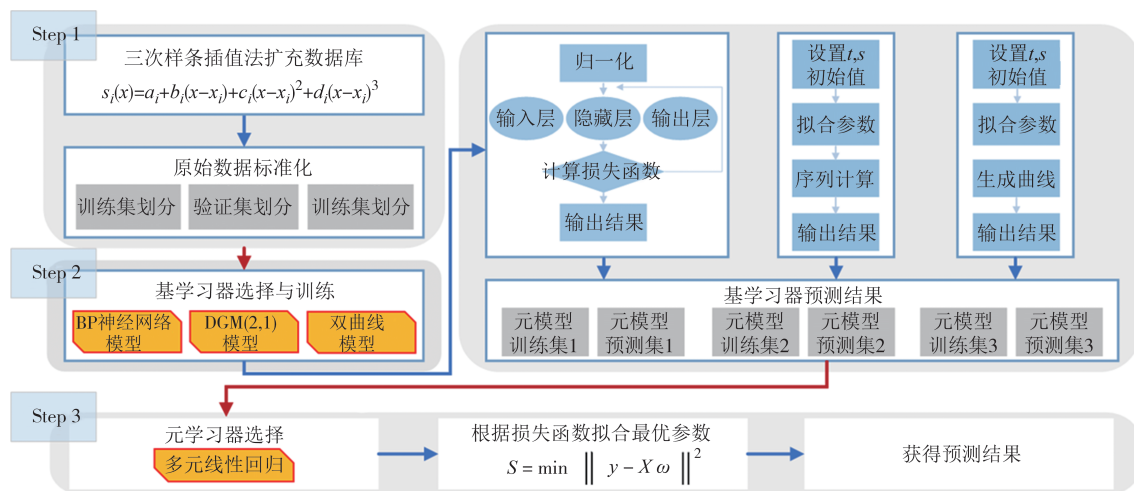 Step 1
三次样条插值法扩充数据库
s_i(x)=a_i+b_i(x-x_i)+c_i(x-x_i)^2+d_i(x-x_i)^3
原始数据标准化
训练集划分 验证集划分 训练集划分
Step 2
基学习器选择与训练
BP神经网络
模型
DGM(2,1)
模型
双曲线
模型
归一化
输入层 隐藏层 输出层
计算损失函数
输出结果
设置t,s
初始值
拟合参数
序列计算
输出结果
设置t,s
初始值
拟合参数
生成曲线
输出结果
基学习器预测结果
元模型
训练集1
元模型
预测集1
元模型
训练集2
元模型
预测集2
元模型
训练集3
元模型
预测集3
Step 3
元学习器选择
多元线性回归
根据损失函数拟合最优参数
S = min ‖ y - Xω ‖^2
获得预测结果